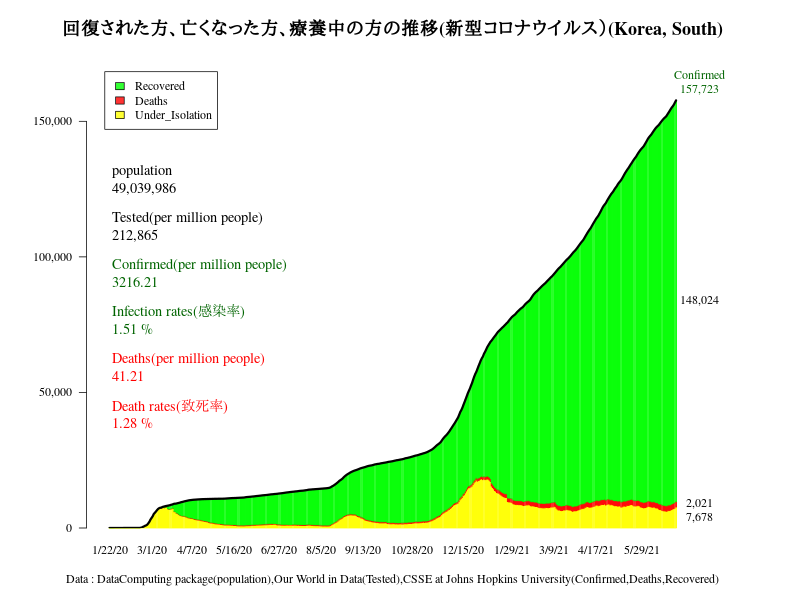 回復された方、亡くなった方、療養中の方の推移(新型コロナウイルス)(Korea, South)
Confirmed
157,723
Recovered
Deaths
Under_Isolation
150,000
population
49,039,986
Tested(per million people)
212,865
100,000
Confirmed(per million people)
3216.21
148,024
Infection rates(感染率)
1.51 %
Deaths(per million people)
41.21
50,000
Death rates(致死率)
1.28 %
2,021
7,678
0
1/22/20 3/1/20 4/7/20 5/16/20 6/27/20 8/5/20 9/13/20 10/28/20 12/15/20 1/29/21 3/9/21 4/17/21 5/29/21
Data : DataComputing package(population),Our World in Data(Tested),CSSE at Johns Hopkins University(Confirmed,Deaths,Recovered)